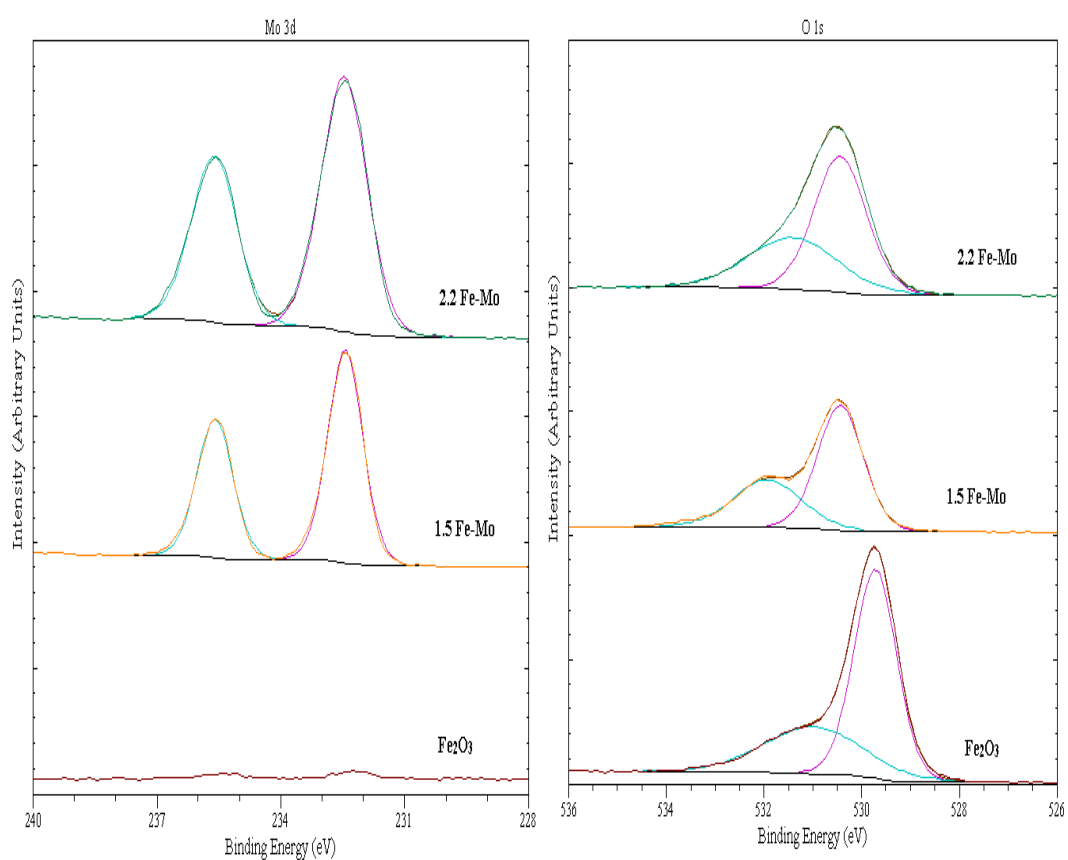 Mo 3d
O 1s
Intensity (Arbitrary Units)
2.2 Fe-Mo
1.5 Fe-Mo
Fe₂O₃
240 237 234 231 228
Binding Energy (eV)
Intensity (Arbitrary Units)
2.2 Fe-Mo
1.5 Fe-Mo
Fe₂O₃
536 534 532 530 528 526
Binding Energy (eV)